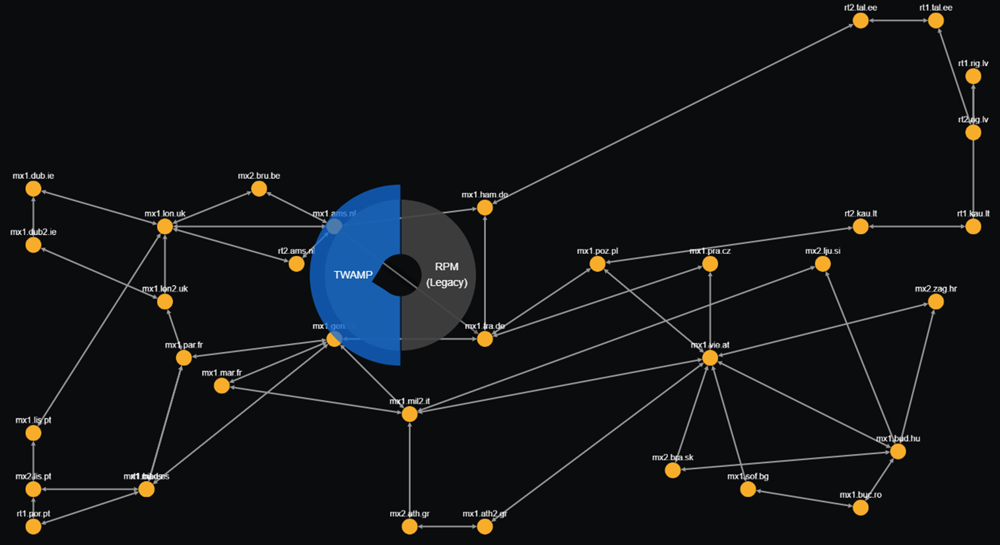 rt2.tal.ee
rt1.tal.ee
rt1.rig.lv
rt2.rig.lv
mx1.dub.ie
mx2.bru.be
mx1.ham.de
mx1.lon.uk
mx1.ams.nl
rt2.kau.lt
rt1.kau.lt
mx1.dub2.ie
rt2.ams.nl
mx1.poz.pl
mx1.pra.cz
mx2.lju.si
TWAMP
RPM
(Legacy)
mx1.lon2.uk
mx2.zag.hr
mx1.gen.
mx1.fra.de
mx1.par.fr
mx1.vie.at
mx1.mar.fr
mx1.mil2.it
mx1.lis.pt
mx1.bud.hu
mx2.bra.sk
mx2.lis.pt
mx1.sof.bg
mx1.buc.ro
rt1.por.pt
mx2.ath.gr
mx1.ath2.gr